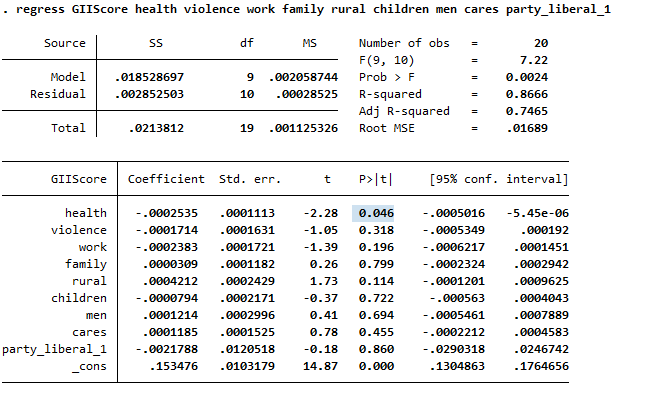 . regress GIIScore health violence work family rural children men cares party_liberal_1
Source | SS df MS Number of obs = 20
F(9, 10) = 7.22
Model | .018528697 9 .002058744 Prob > F = 0.0024
Residual | .002852503 10 .00028525 R-squared = 0.8666
Adj R-squared = 0.7465
Total | .0213812 19 .001125326 Root MSE = .01689
GIIScore | Coefficient Std. err. t P>|t| [95% conf. interval]
health | -.0002535 .0001113 -2.28 0.046 -.0005016 -5.45e-06
violence | -.0001714 .0001631 -1.05 0.318 -.0005349 .000192
work | -.0002383 .0001721 -1.39 0.196 -.0006217 .0001451
family | .0000309 .0001182 0.26 0.799 -.0002324 .0002942
rural | .0004212 .0002429 1.73 0.114 -.0001201 .0009625
children | -.0000794 .0002171 -0.37 0.722 -.000563 .0004043
men | .0001214 .0002996 0.41 0.694 -.0005461 .0007889
cares | .0001185 .0001525 0.78 0.455 -.0002212 .0004583
party_liberal_1 | -.0021788 .0120518 -0.18 0.860 -.0290318 .0246742
_cons | .153476 .0103179 14.87 0.000 .1304863 .1764656